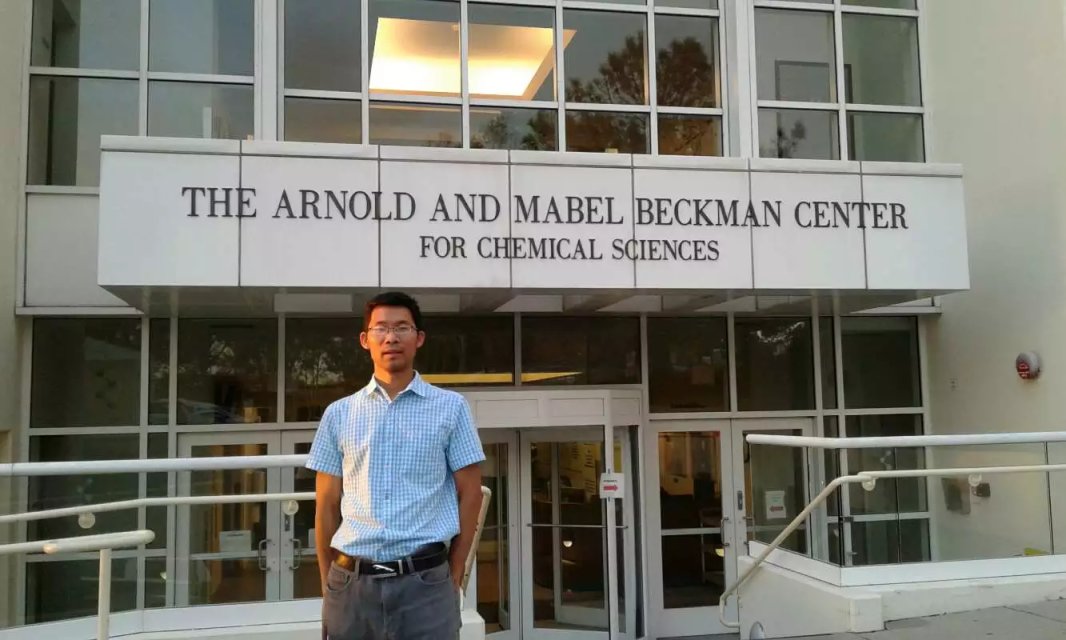 THE ARNOLD AND MABEL BECKMAN CENTER
FOR CHEMICAL SCIENCES